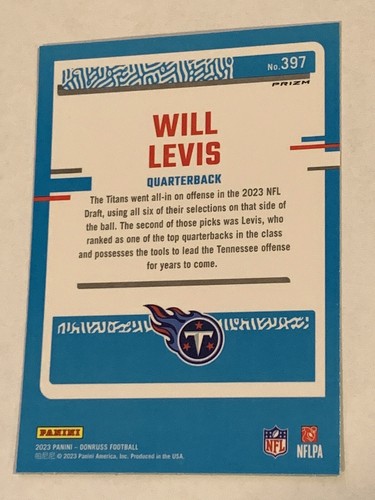 No. 397
PRIZM
WILL
LEVIS
QUARTERBACK
The Titans went all-in on offense in the 2023 NFL
Draft, using all six of their selections on that side of
the ball. The second of those picks was Levis, who
ranked as one of the top quarterbacks in the class
and possesses the tools to lead the Tennessee offense
for years to come.
T
PANINI
NFL
NFLPA
2023 PANINI – DONRUSS FOOTBALL
© 2023 Panini America, Inc. Produced in the USA.